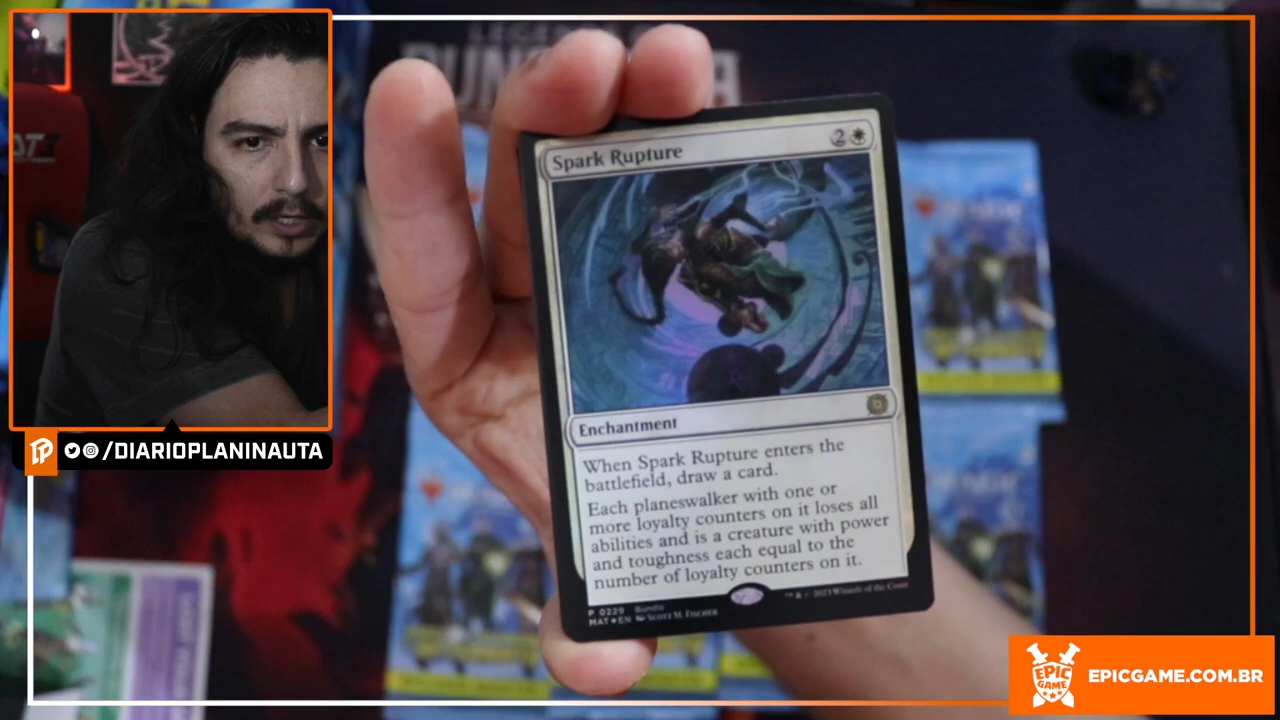 /DIARIOPLANINAUTA
Spark Rupture
2
Enchantment
When Spark Rupture enters the
battlefield, draw a card.
Each planeswalker with one or
more loyalty counters on it loses all
abilities and is a creature with power
and toughness each equal to the
number of loyalty counters on it.
P 0229 Bundle
MAT★EN Scott M. Fischer
™ & © 2023 Wizards of the Coast
EPIC
GAME
EPICGAME.COM.BR